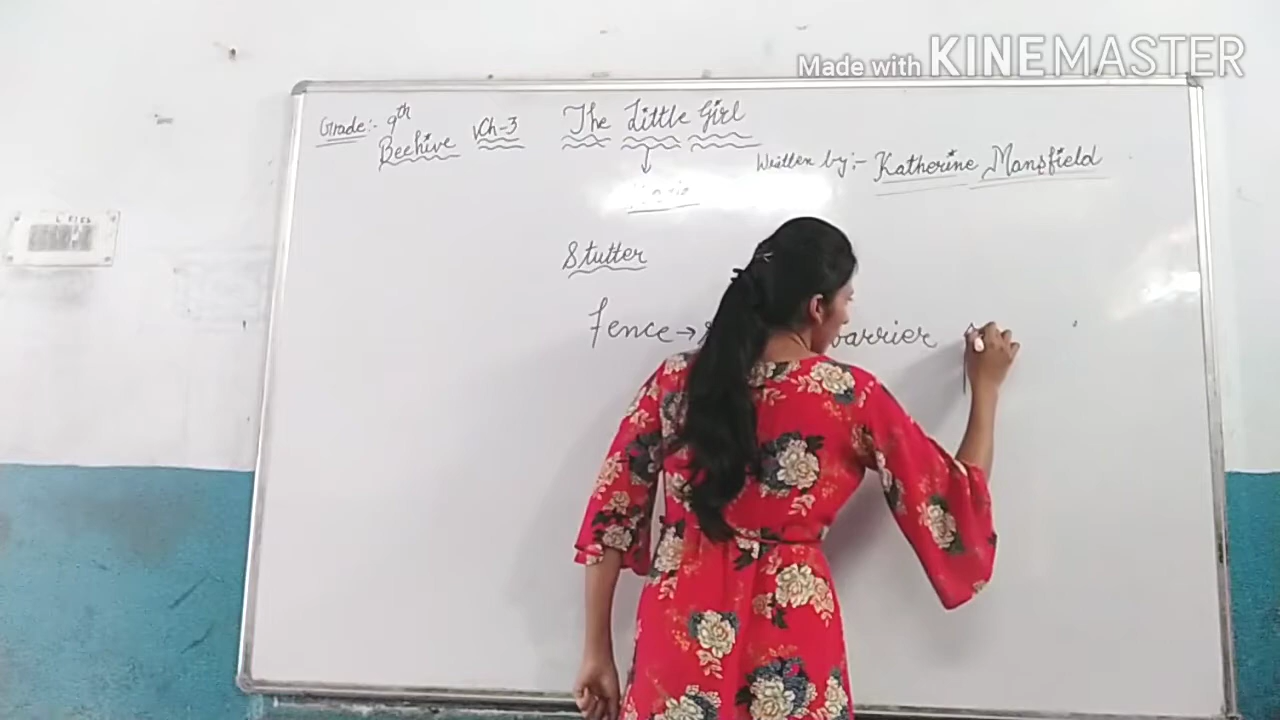 Made with KINEMASTER
Grade:- 9th
Beehive Ch-3 The Little Girl
Written by:- Katherine Mansfield
Stutter
Fence → barrier